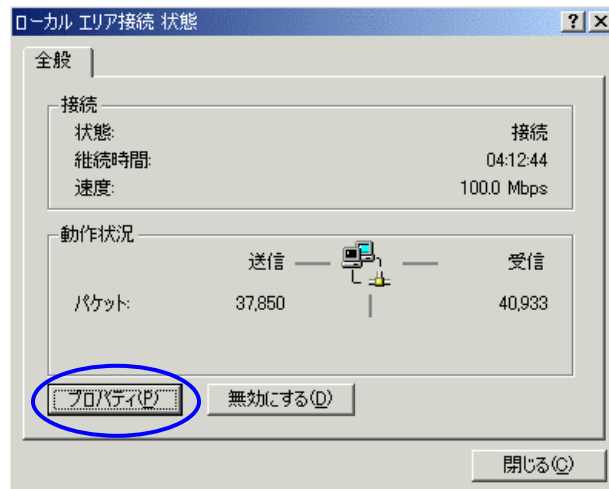 ローカル エリア接続 状態
全般
接続
状態: 接続
継続時間: 04:12:44
速度: 100.0 Mbps
動作状況
送信 受信
パケット: 37,850 40,933
プロパティ(P) 無効にする(D)
閉じる(C)